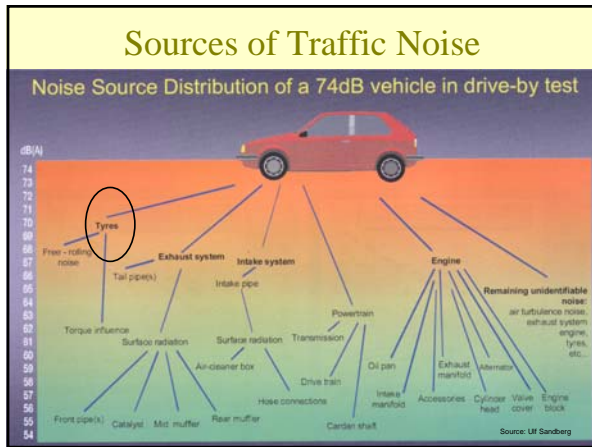 Sources of Traffic Noise
Noise Source Distribution of a 74dB vehicle in drive-by test
dB(A)
74
73
72
71
70
69
68
67
66
65
64
63
62
61
60
59
58
57
56
55
54
Tyres
Free - rolling
noise
Torque influence
Exhaust system
Tail pipe(s)
Surface radiation
Front pipe(s)
Catalyst
Mid. muffler
Rear muffler
Intake system
Intake pipe
Surface radiation
Air-cleaner box
Hose connections
Powertrain
Transmission
Drive train
Cardan shaft
Engine
Oil pan
Intake
manifold
Accessories
Exhaust
manifold
Cylinder
head
Alternator
Valve
cover
Engine
block
Remaining unidentifiable
noise:
air turbulence noise,
exhaust system
engine,
tyres,
etc...
Source: Ulf Sandberg